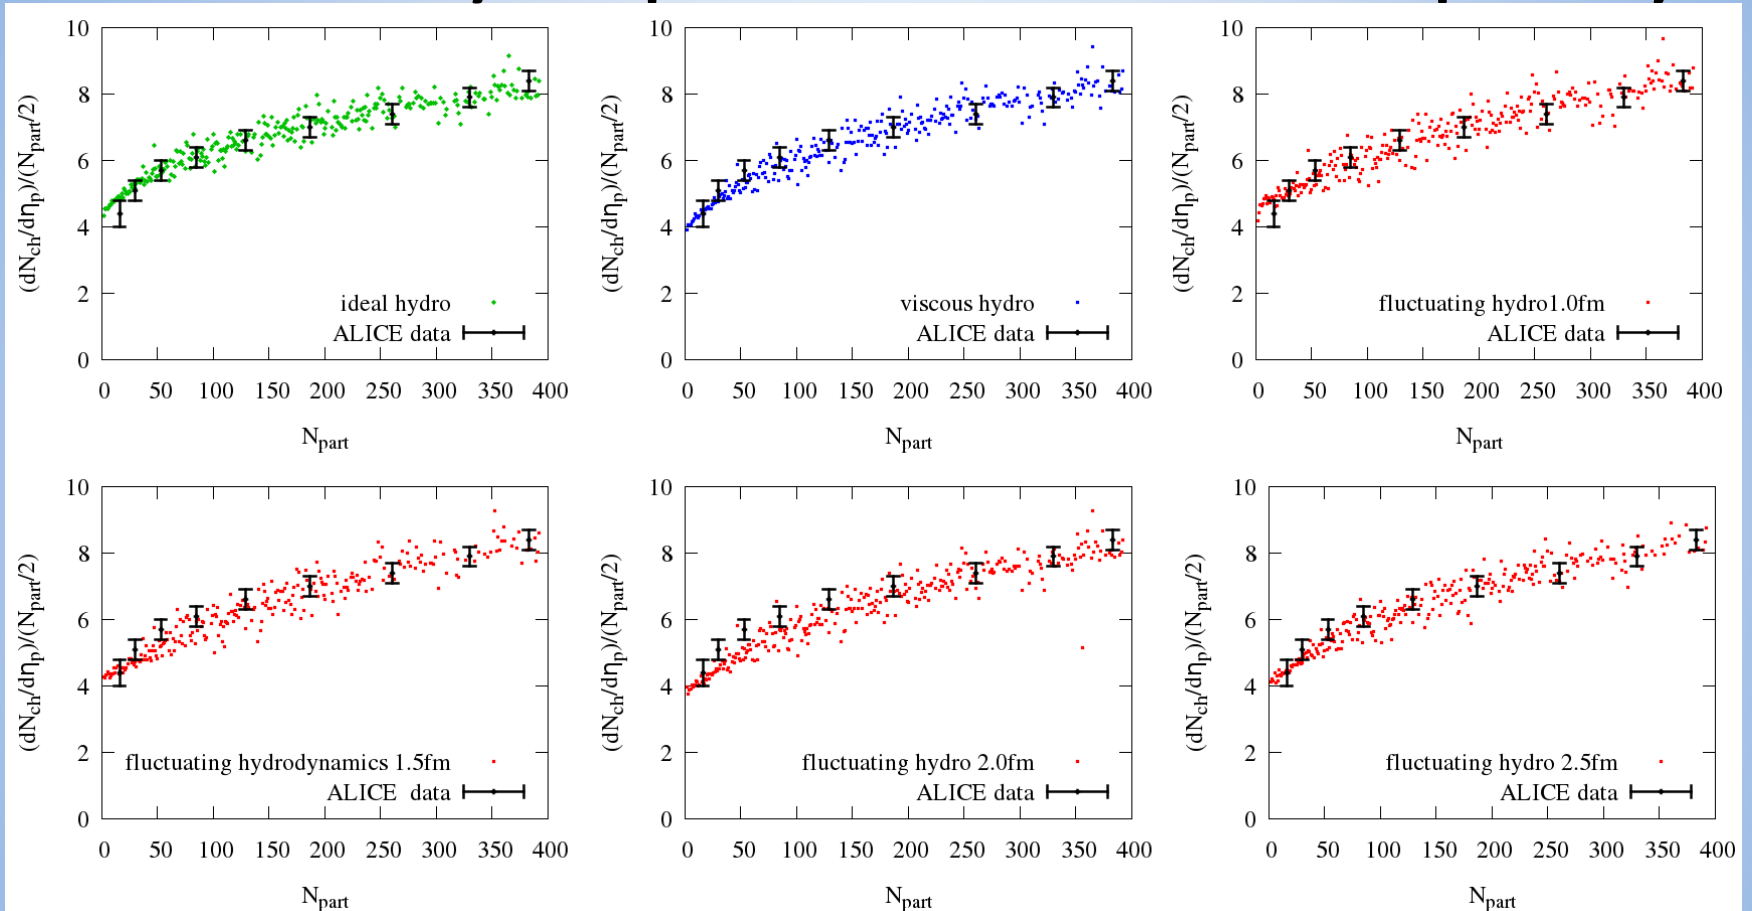 10
8
6
4
2
0
(dN_ch/dη_p)/(N_part/2)
ideal hydro
ALICE data
0 50 100 150 200 250 300 350 400
N_part
10
8
6
4
2
0
(dN_ch/dη_p)/(N_part/2)
viscous hydro
ALICE data
0 50 100 150 200 250 300 350 400
N_part
10
8
6
4
2
0
(dN_ch/dη_p)/(N_part/2)
fluctuating hydro1.0fm
ALICE data
0 50 100 150 200 250 300 350 400
N_part
10
8
6
4
2
0
(dN_ch/dη_p)/(N_part/2)
fluctuating hydrodynamics 1.5fm
ALICE data
0 50 100 150 200 250 300 350 400
N_part
10
8
6
4
2
0
(dN_ch/dη_p)/(N_part/2)
fluctuating hydro 2.0fm
ALICE data
0 50 100 150 200 250 300 350 400
N_part
10
8
6
4
2
0
(dN_ch/dη_p)/(N_part/2)
fluctuating hydro 2.5fm
ALICE data
0 50 100 150 200 250 300 350 400
N_part